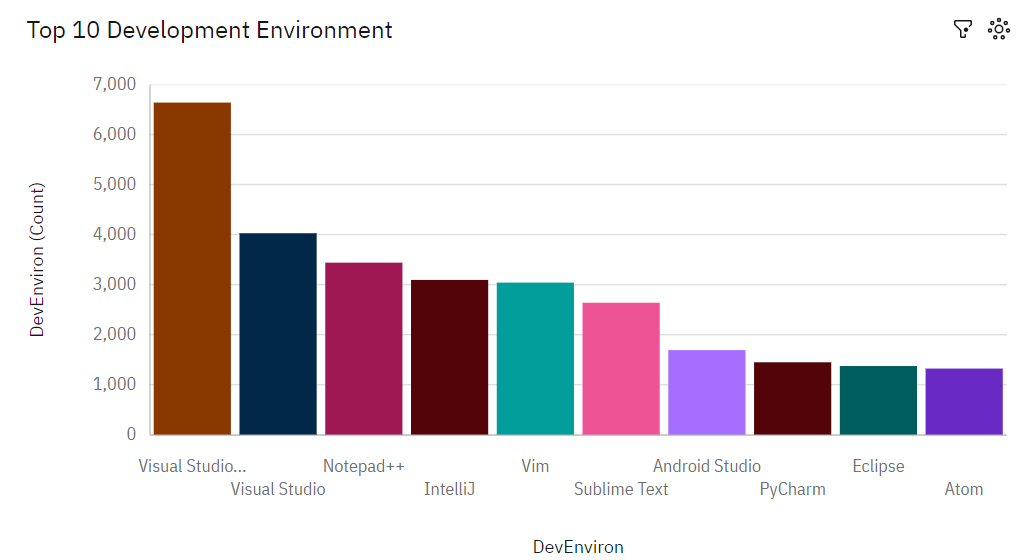 Top 10 Development Environment
DevEnviron (Count)
7,000
6,000
5,000
4,000
3,000
2,000
1,000
0
Visual Studio... Notepad++ Vim Android Studio Eclipse
Visual Studio IntelliJ Sublime Text PyCharm Atom
DevEnviron